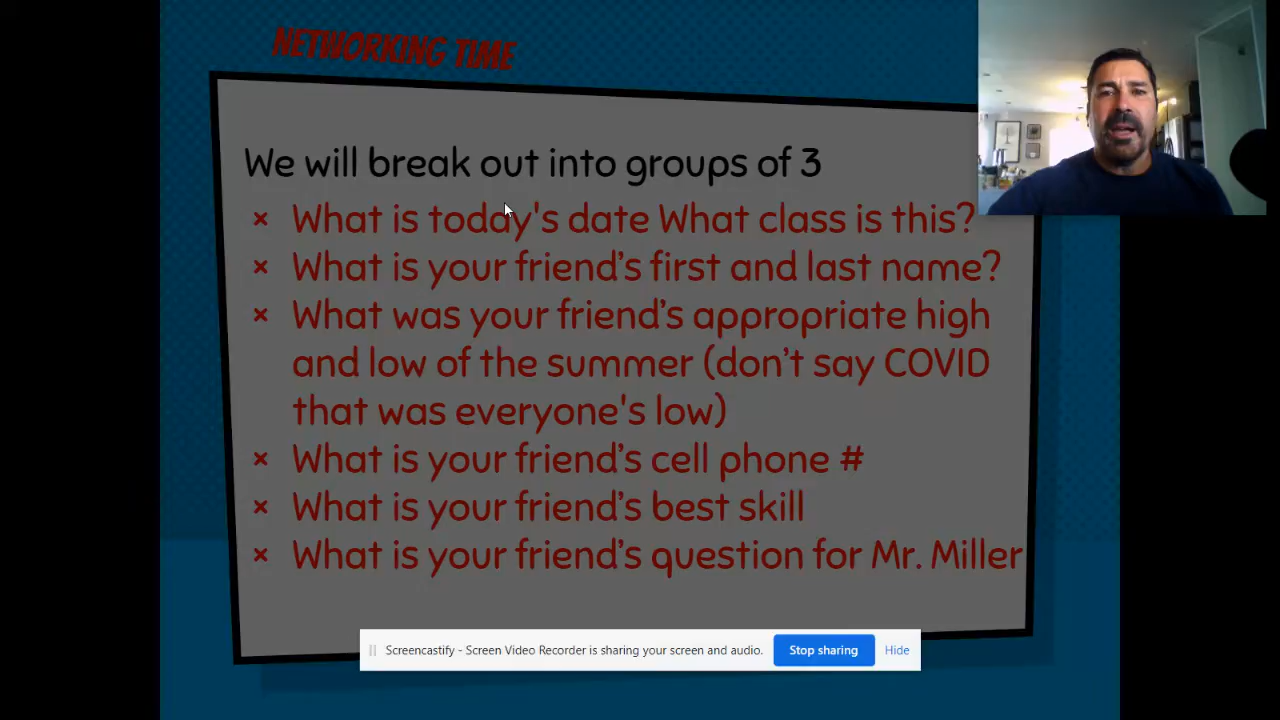 NETWORKING TIME
We will break out into groups of 3
× What is today's date What class is this?
× What is your friend’s first and last name?
× What was your friend’s appropriate high
and low of the summer (don’t say COVID
that was everyone's low)
× What is your friend’s cell phone #
× What is your friend’s best skill
× What is your friend’s question for Mr. Miller
Screencastify - Screen Video Recorder is sharing your screen and audio. Stop sharing Hide